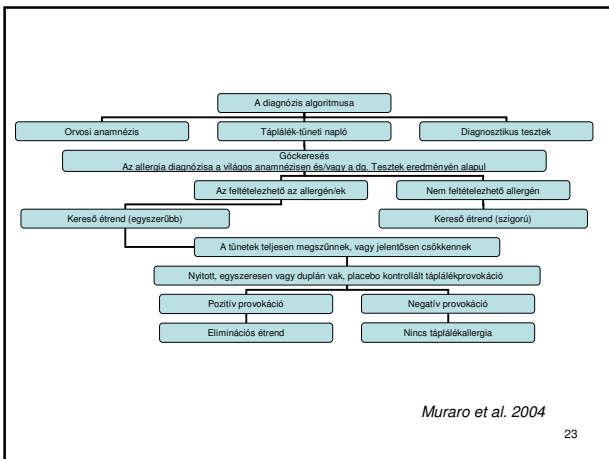 A diagnózis algoritmusa
Orvosi anamnézis
Táplálék-tüneti napló
Diagnosztikus tesztek
Góckeresés
Az allergia diagnózisa a világos anamnézisen és/vagy a dg. Tesztek eredményén alapul
Az feltételezhető az allergén/ek
Nem feltételezhető allergén
Kereső étrend (egyszerűbb)
Kereső étrend (szigorú)
A tünetek teljesen megszűnnek, vagy jelentősen csökkennek
Nyitott, egyszeresen vagy duplán vak, placebo kontrollált táplálékprovokáció
Pozitív provokáció
Negatív provokáció
Eliminációs étrend
Nincs táplálékallergia
Muraro et al. 2004
23